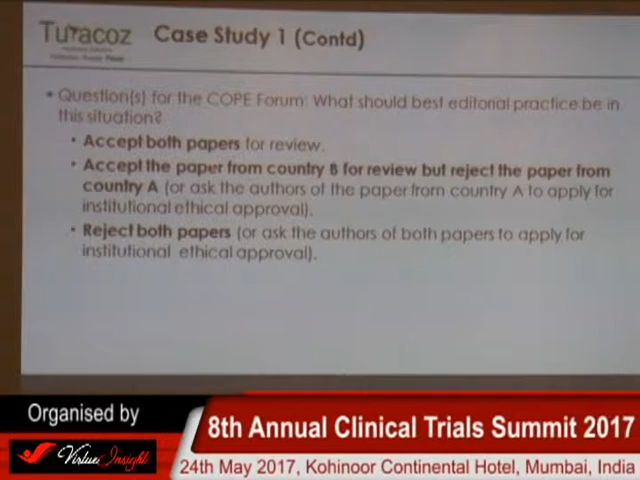 Turacoz Case Study 1 (Contd)
• Question(s) for the COPE Forum: What should best editorial practice be in
this situation?
• Accept both papers for review.
• Accept the paper from country B for review but reject the paper from
country A (or ask the authors of the paper from country A to apply for
institutional ethical approval).
• Reject both papers (or ask the authors of both papers to apply for
institutional ethical approval).
Organised by
Virtue Insight
8th Annual Clinical Trials Summit 2017
24th May 2017, Kohinoor Continental Hotel, Mumbai, India